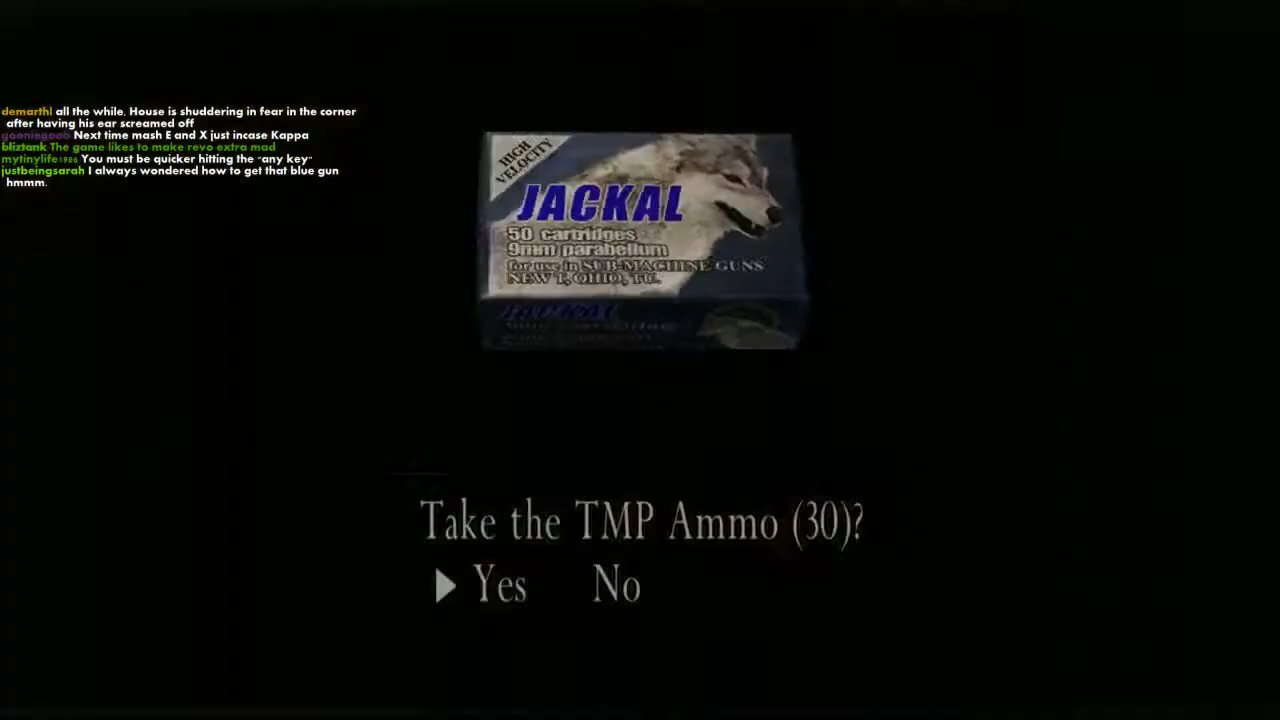 demarthl all the while, House is shuddering in fear in the corner
after having his ear screamed off
gooningoob Next time mash E and X just incase Kappa
bliztank The game likes to make revo extra mad
mytinylife1986 You must be quicker hitting the "any key"
justbeingsarah I always wondered how to get that blue gun
hmmm.
HIGH
VELOCITY
JACKAL
50 cartridges
9mm parabellum
for use in SUB-MACHINE GUNS
JACKAL
Take the TMP Ammo (30)?
Yes No